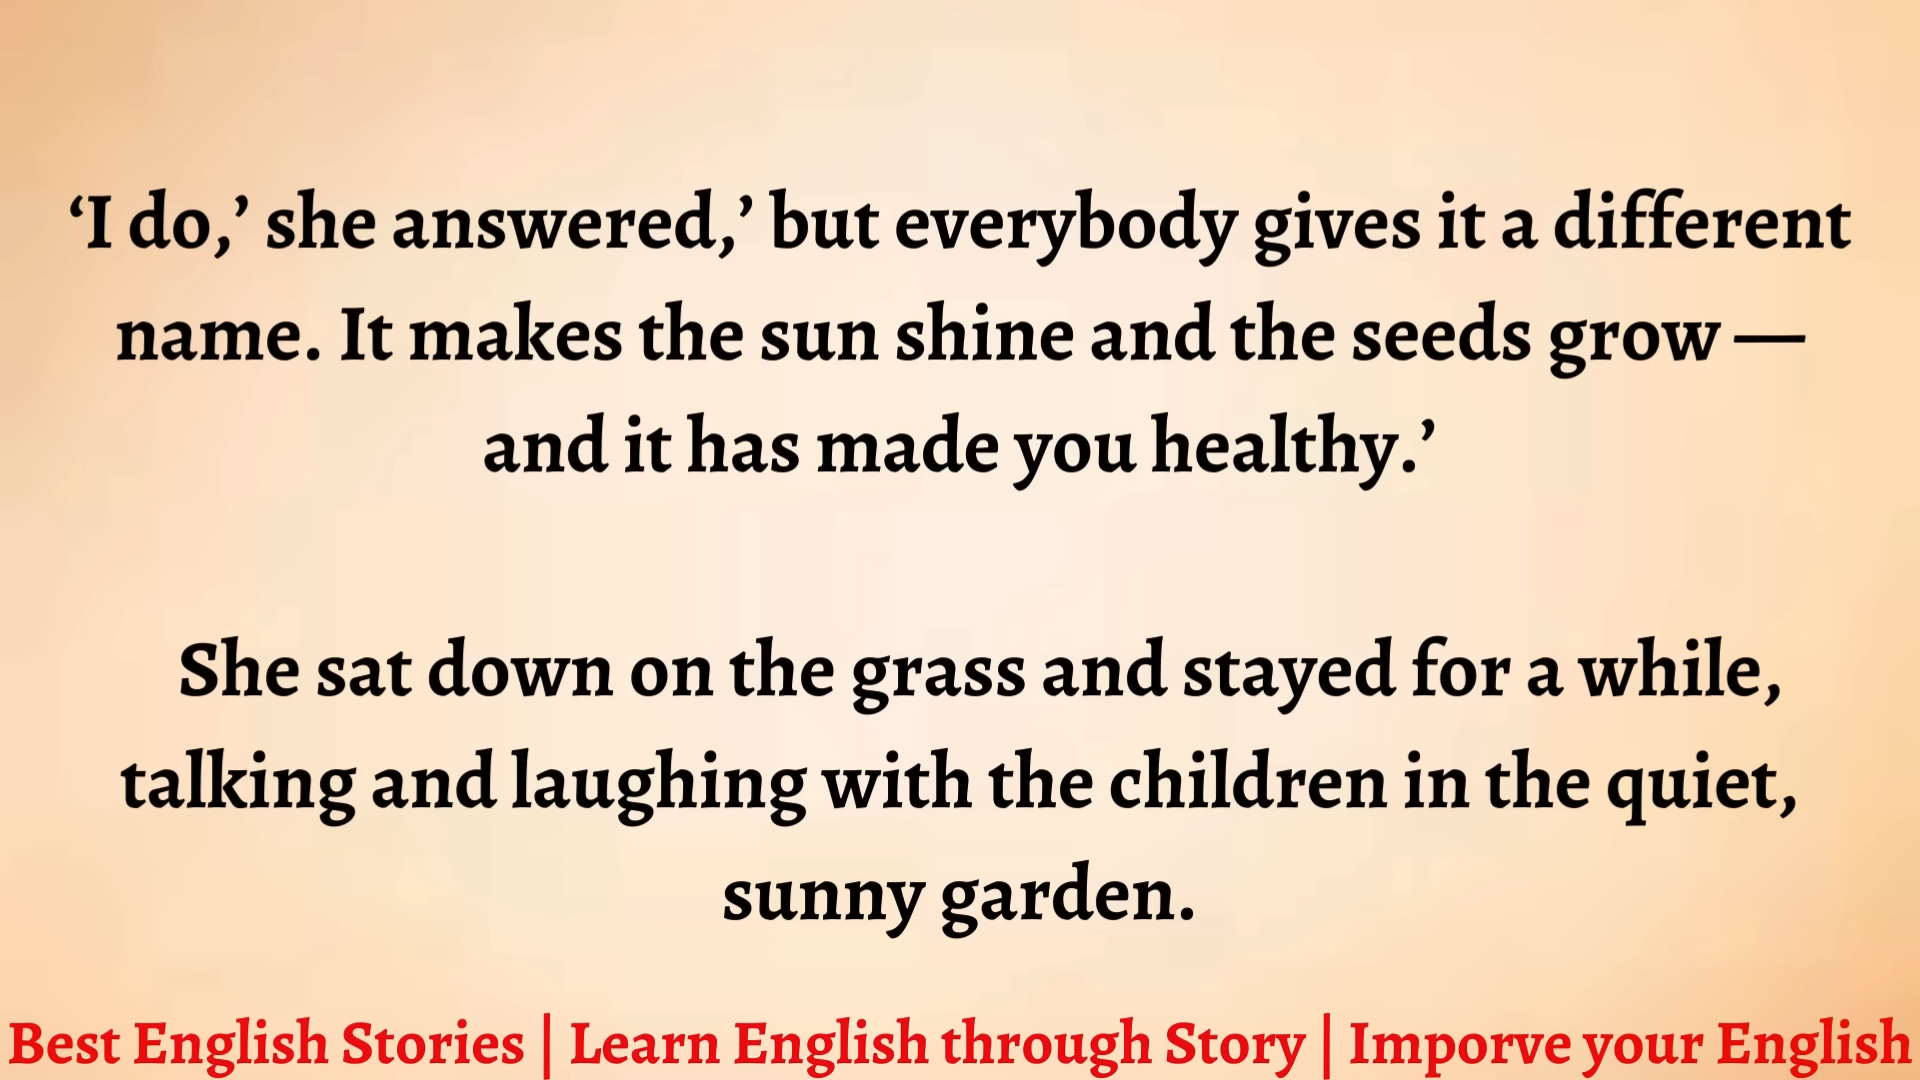 ‘I do,’ she answered,’ but everybody gives it a different
name. It makes the sun shine and the seeds grow —
and it has made you healthy.’
She sat down on the grass and stayed for a while,
talking and laughing with the children in the quiet,
sunny garden.
Best English Stories | Learn English through Story | Imporve your English